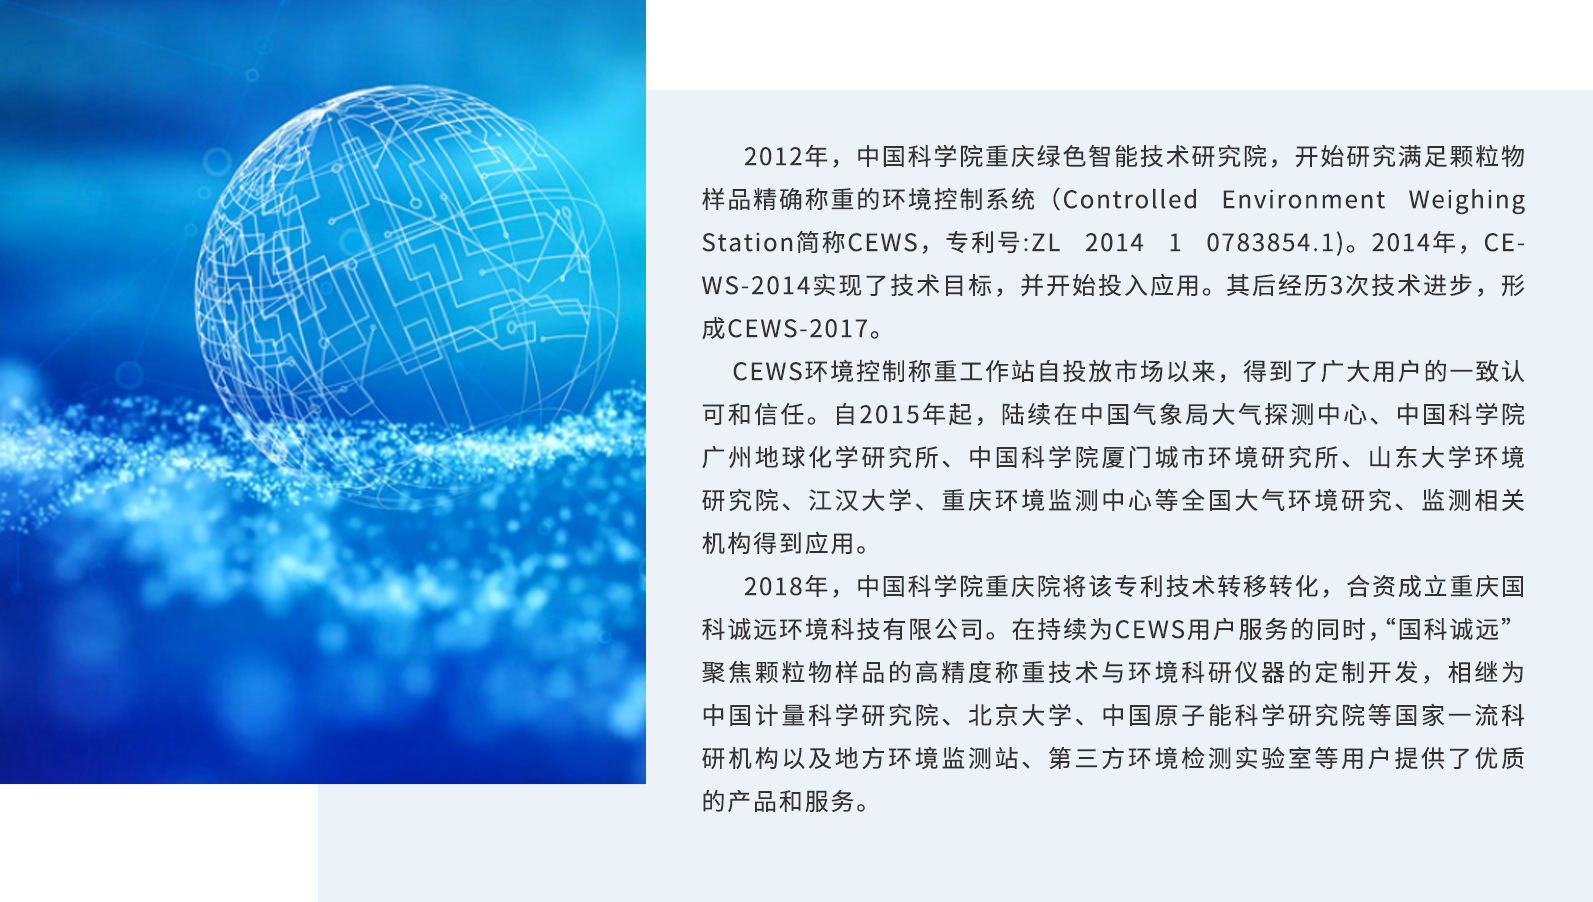 2012年，中国科学院重庆绿色智能技术研究院，开始研究满足颗粒物
样品精确称重的环境控制系统（Controlled Environment Weighing
Station简称CEWS，专利号:ZL 2014 1 0783854.1)。2014年，CE-
WS-2014实现了技术目标，并开始投入应用。其后经历3次技术进步，形
成CEWS-2017。
CEWS环境控制称重工作站自投放市场以来，得到了广大用户的一致认
可和信任。自2015年起，陆续在中国气象局大气探测中心、中国科学院
广州地球化学研究所、中国科学院厦门城市环境研究所、山东大学环境
研究院、江汉大学、重庆环境监测中心等全国大气环境研究、监测相关
机构得到应用。
2018年，中国科学院重庆院将该专利技术转移转化，合资成立重庆国
科诚远环境科技有限公司。在持续为CEWS用户服务的同时，“国科诚远”
聚焦颗粒物样品的高精度称重技术与环境科研仪器的定制开发，相继为
中国计量科学研究院、北京大学、中国原子能科学研究院等国家一流科
研机构以及地方环境监测站、第三方环境检测实验室等用户提供了优质
的产品和服务。